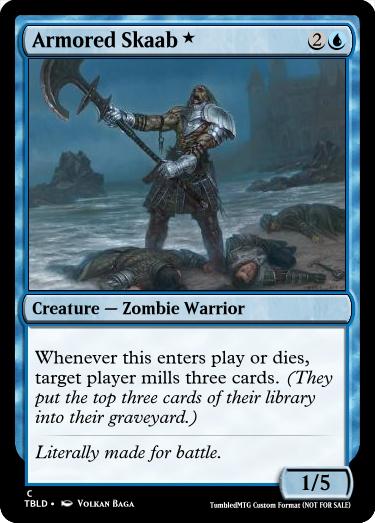 Armored Skaab ★ 2
Creature — Zombie Warrior
Whenever this enters play or dies,
target player mills three cards. (They
put the top three cards of their library
into their graveyard.)
Literally made for battle.
1/5
C
TBLD • Volkan Baga
TumbledMTG Custom Format (NOT FOR SALE)